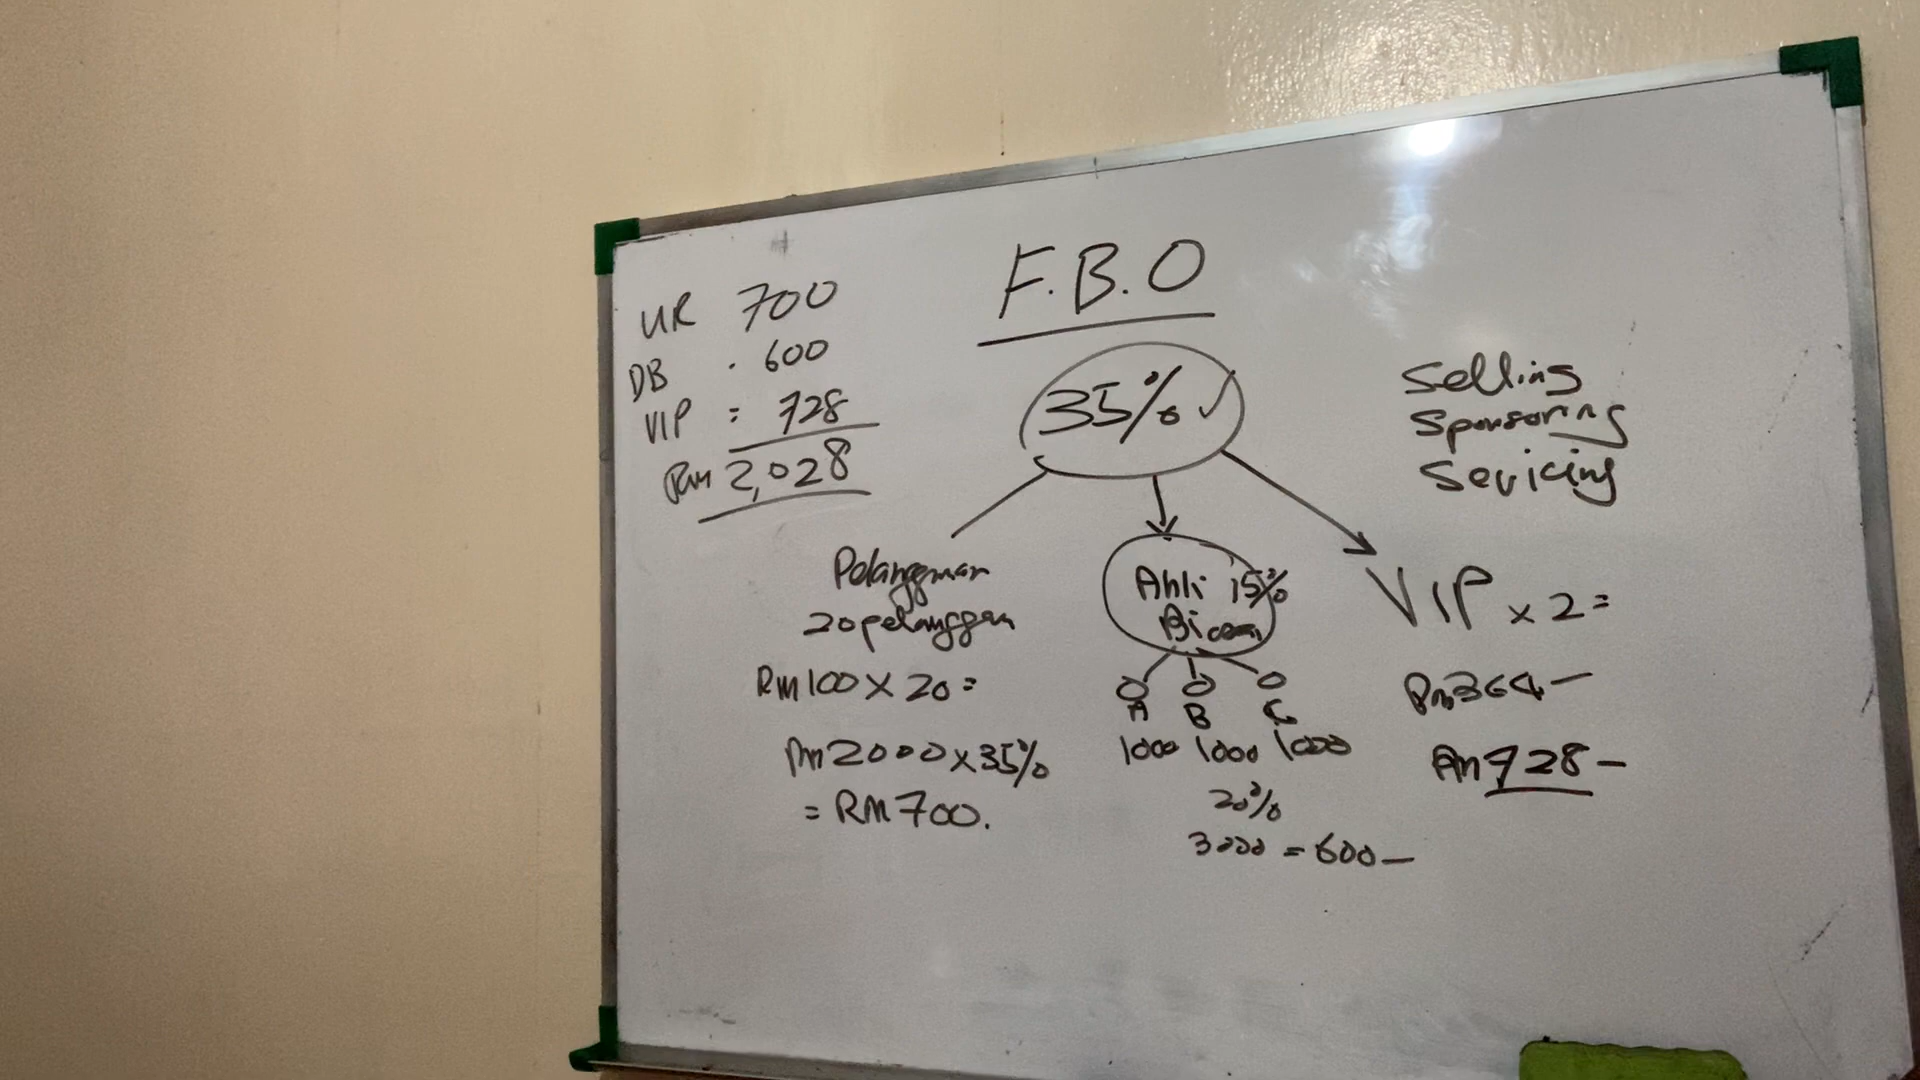 F.B.O
UR 700
DB . 600
VIP = 728
RM 2,028
35% ✓
Selling
Sponsoring
Servicing
Pelanggan
20 pelanggan
RM100 x 20 =
RM2000 x 35%
= RM700.
Ahli 15%
A B C
1000 1000 1000
20%
3000 = 600 —
VIP x 2 =
RM364 —
RM728 —